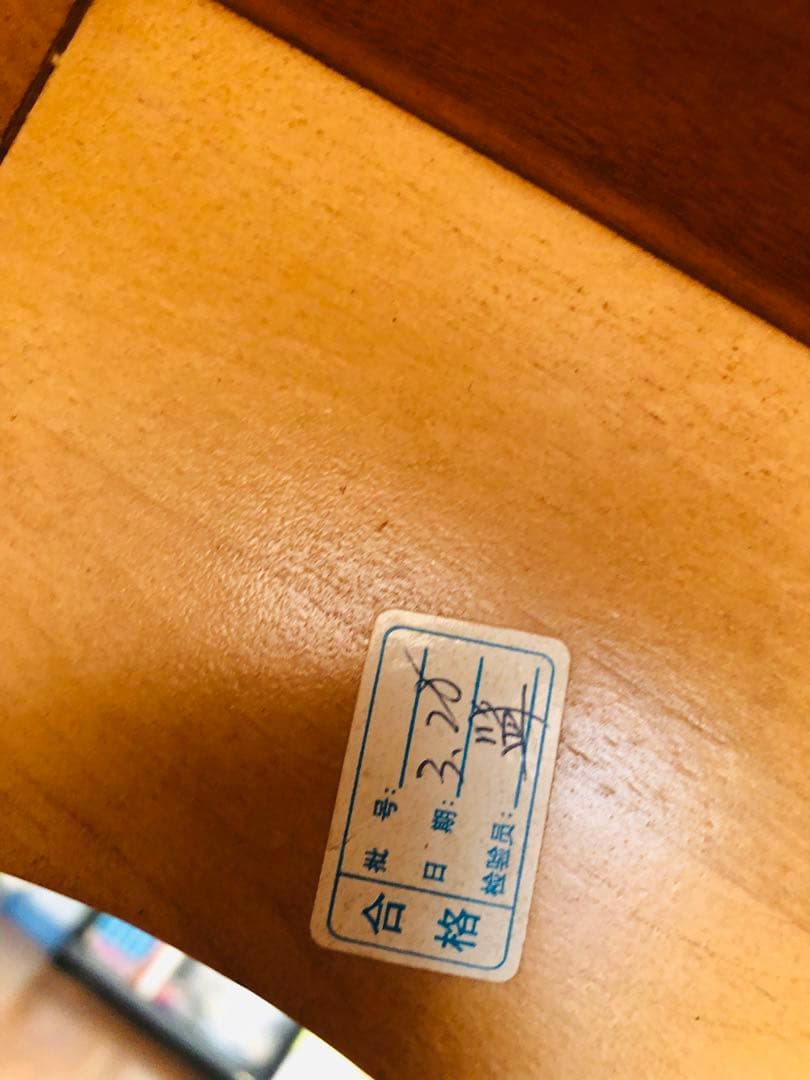 合格
批 号:
日 期: 3.28
检验员: